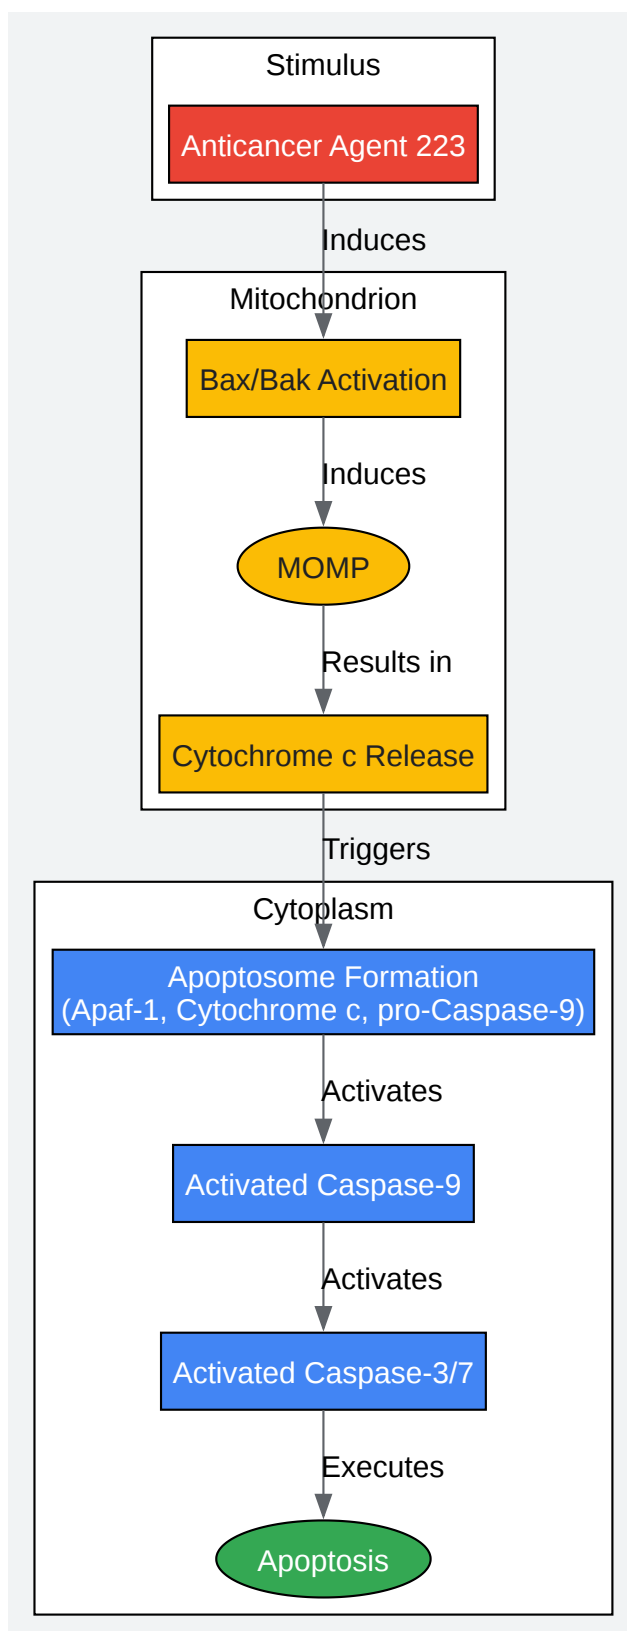 Stimulus
Anticancer Agent 223
Induces
Mitochondrion
Bax/Bak Activation
Induces
MOMP
Results in
Cytochrome c Release
Triggers
Cytoplasm
Apoptosome Formation
(Apaf-1, Cytochrome c, pro-Caspase-9)
Activates
Activated Caspase-9
Activates
Activated Caspase-3/7
Executes
Apoptosis